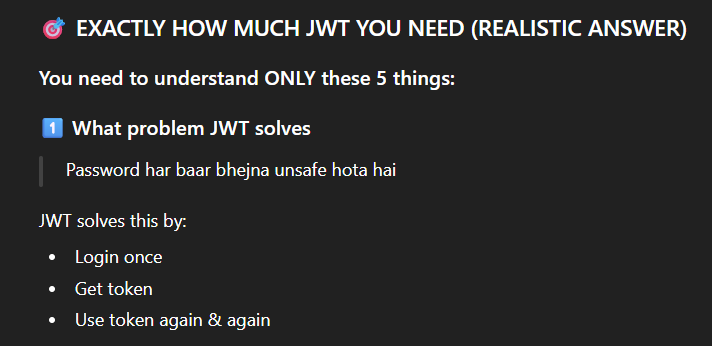 🎯 EXACTLY HOW MUCH JWT YOU NEED (REALISTIC ANSWER)
You need to understand ONLY these 5 things:
1️⃣ What problem JWT solves
Password har baar bhejna unsafe hota hai
JWT solves this by:
• Login once
• Get token
• Use token again & again